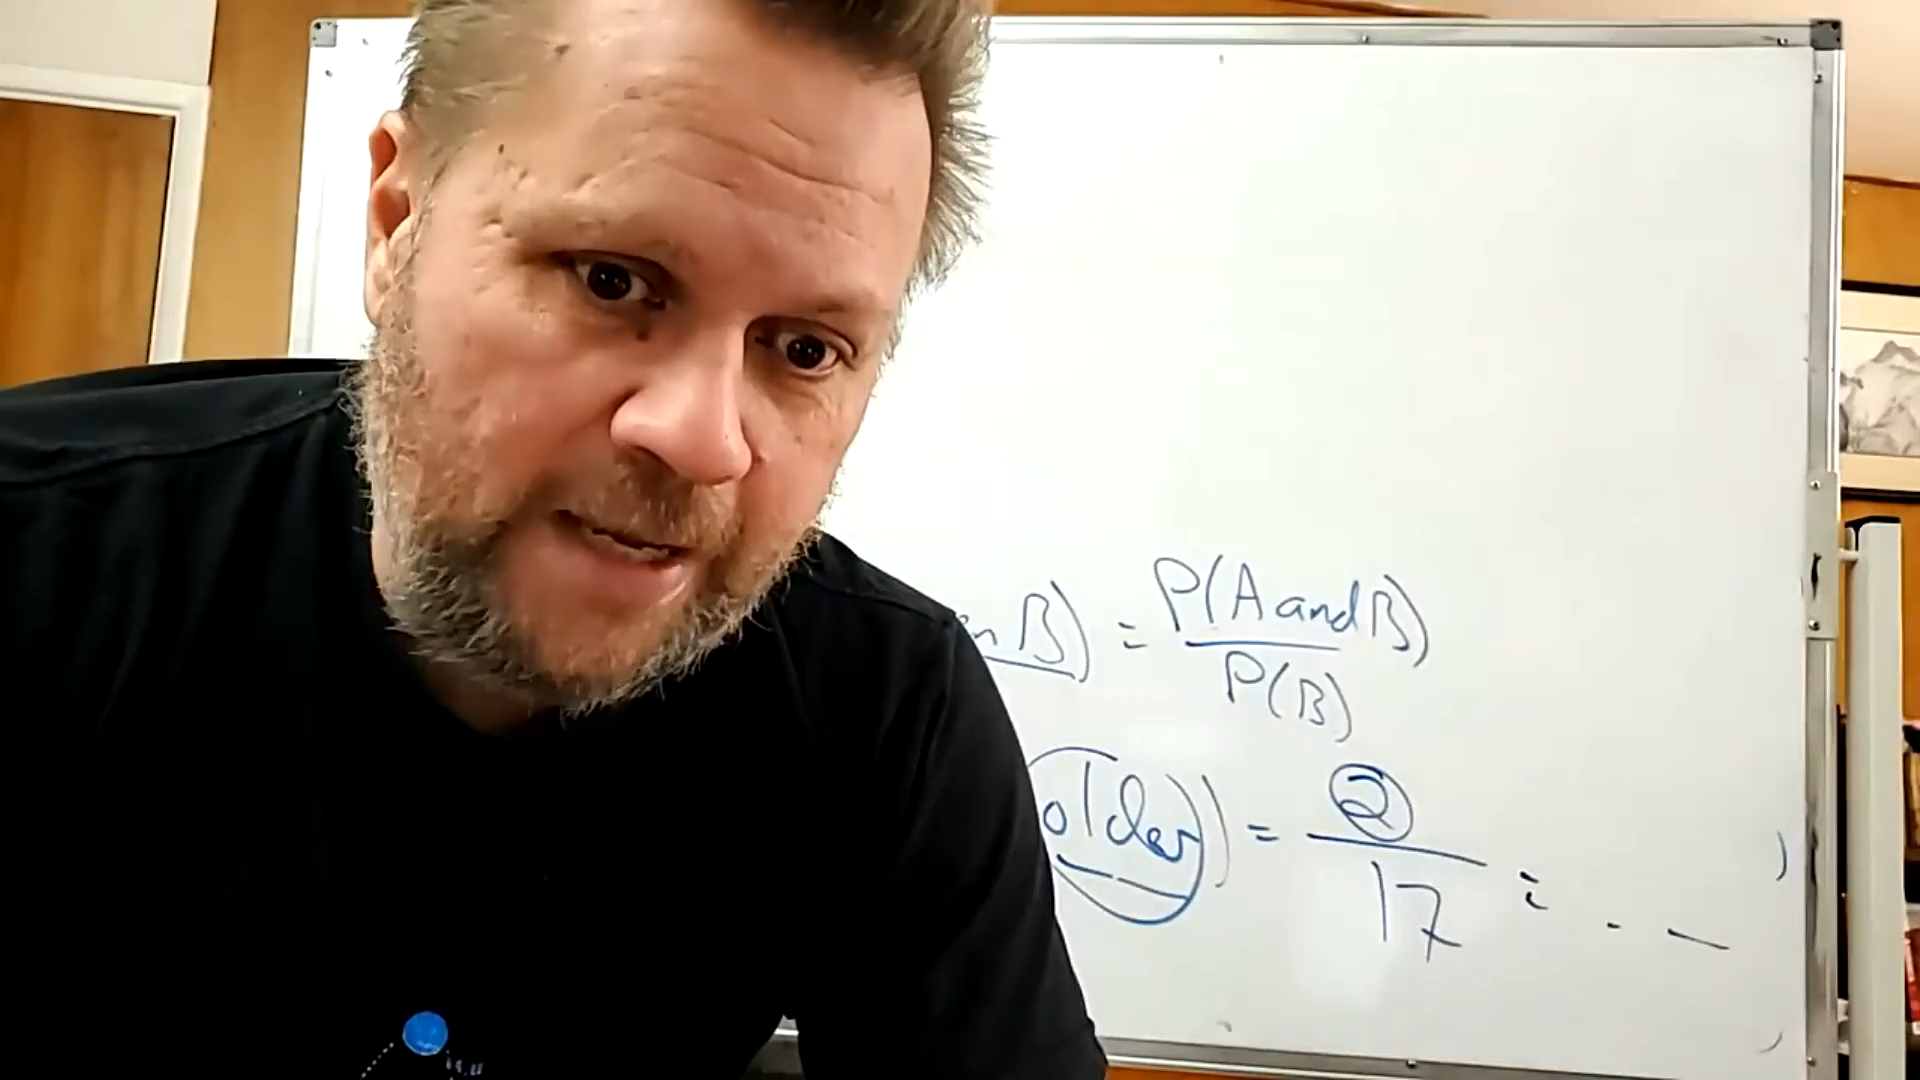 n B) = P(A and B)
P(B)
older)) = 2
17 = . —